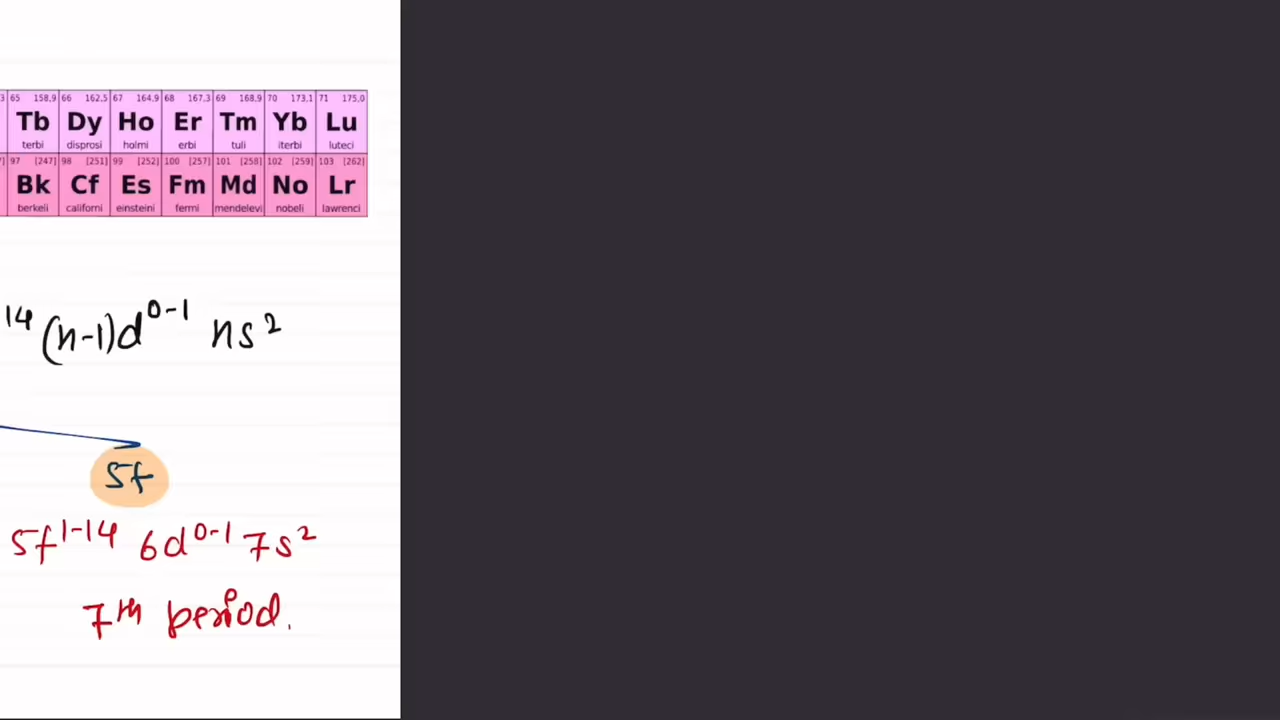 3 65 158,9 66 162,5 67 164,9 68 167,3 69 168,9 70 173,1 71 175,0
Tb Dy Ho Er Tm Yb Lu
terbi disprosi holmi erbi tuli iterbi luteci
7] 97 [247] 98 [251] 99 [252] 100 [257] 101 [258] 102 [259] 103 [262]
Bk Cf Es Fm Md No Lr
berkeli californi einsteini fermi mendelevi nobeli lawrenci
14 (n-1)d⁰⁻¹ ns²
5f
5f¹⁻¹⁴ 6d⁰⁻¹ 7s²
7ᵗʰ period.